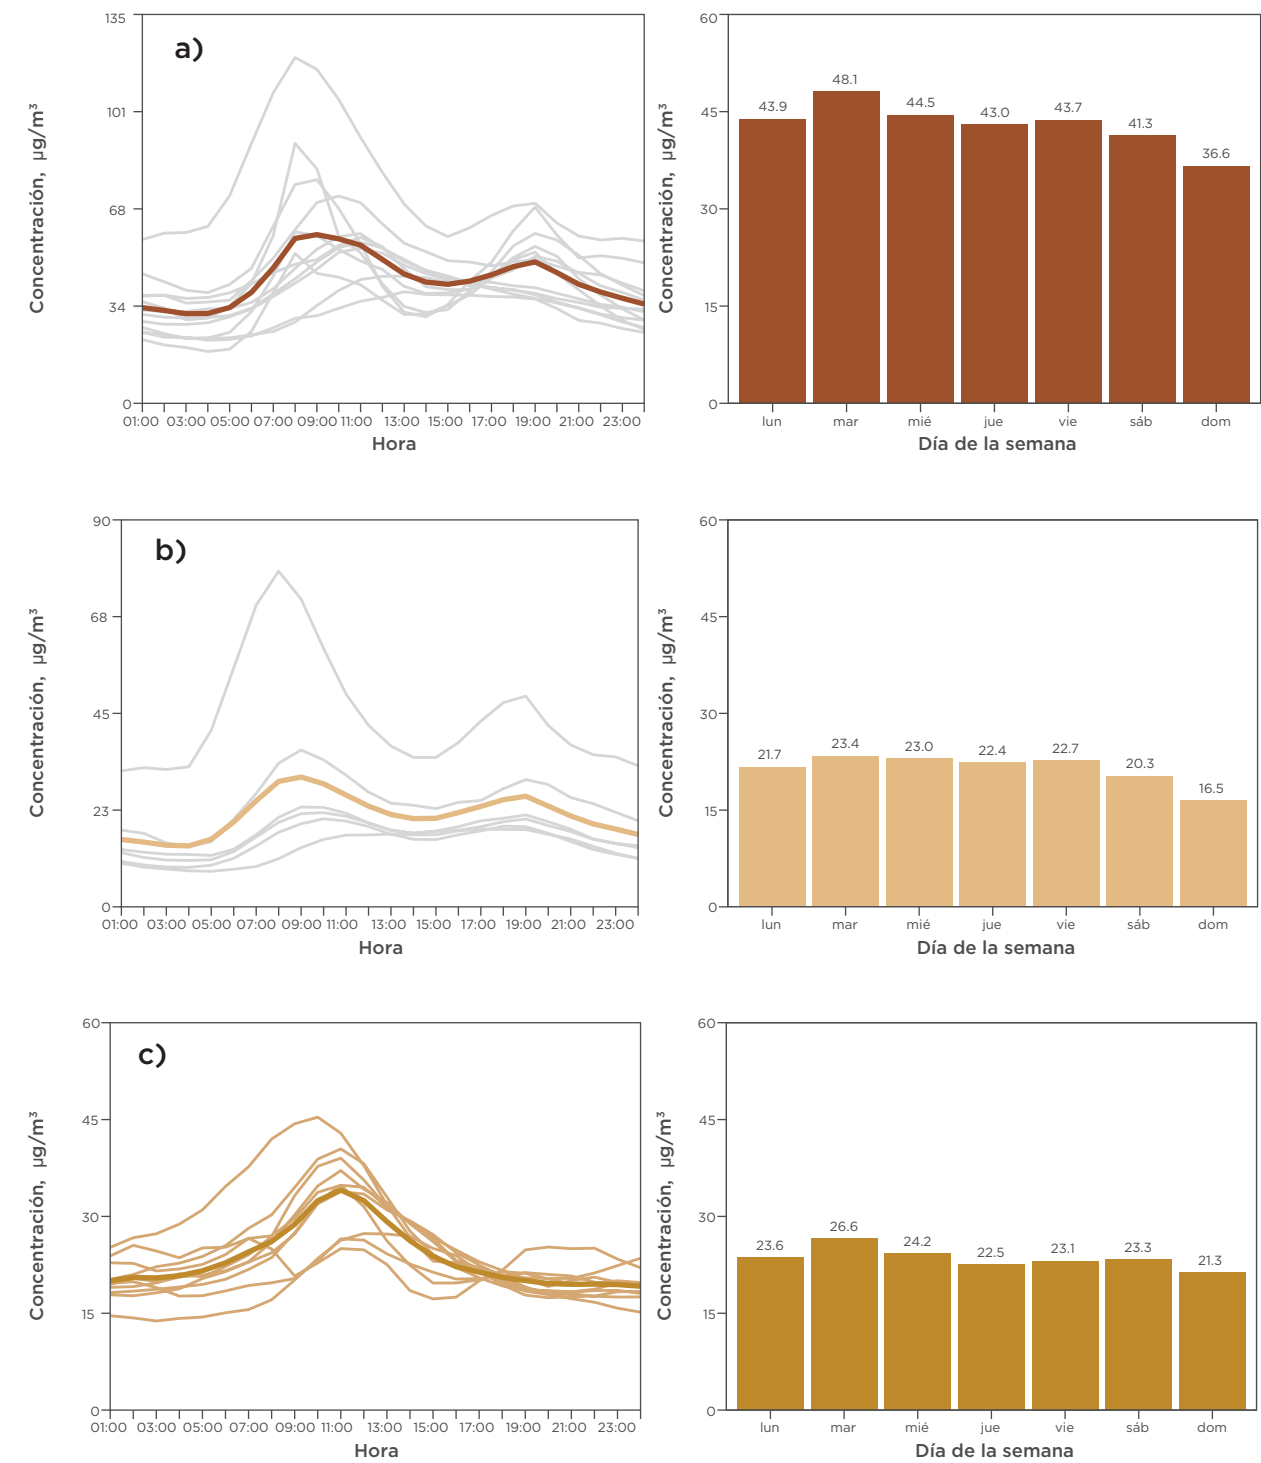 a)
Concentración, µg/m³
135
101
68
34
0
01:00 03:00 05:00 07:00 09:00 11:00 13:00 15:00 17:00 19:00 21:00 23:00
Hora
Concentración, µg/m³
60
45
30
15
0
43.9 48.1 44.5 43.0 43.7 41.3 36.6
lun mar mié jue vie sáb dom
Día de la semana
b)
Concentración, µg/m³
90
68
45
23
0
01:00 03:00 05:00 07:00 09:00 11:00 13:00 15:00 17:00 19:00 21:00 23:00
Hora
Concentración, µg/m³
60
45
30
15
0
21.7 23.4 23.0 22.4 22.7 20.3 16.5
lun mar mié jue vie sáb dom
Día de la semana
c)
Concentración, µg/m³
60
45
30
15
0
01:00 03:00 05:00 07:00 09:00 11:00 13:00 15:00 17:00 19:00 21:00 23:00
Hora
Concentración, µg/m³
60
45
30
15
0
23.6 26.6 24.2 22.5 23.1 23.3 21.3
lun mar mié jue vie sáb dom
Día de la semana